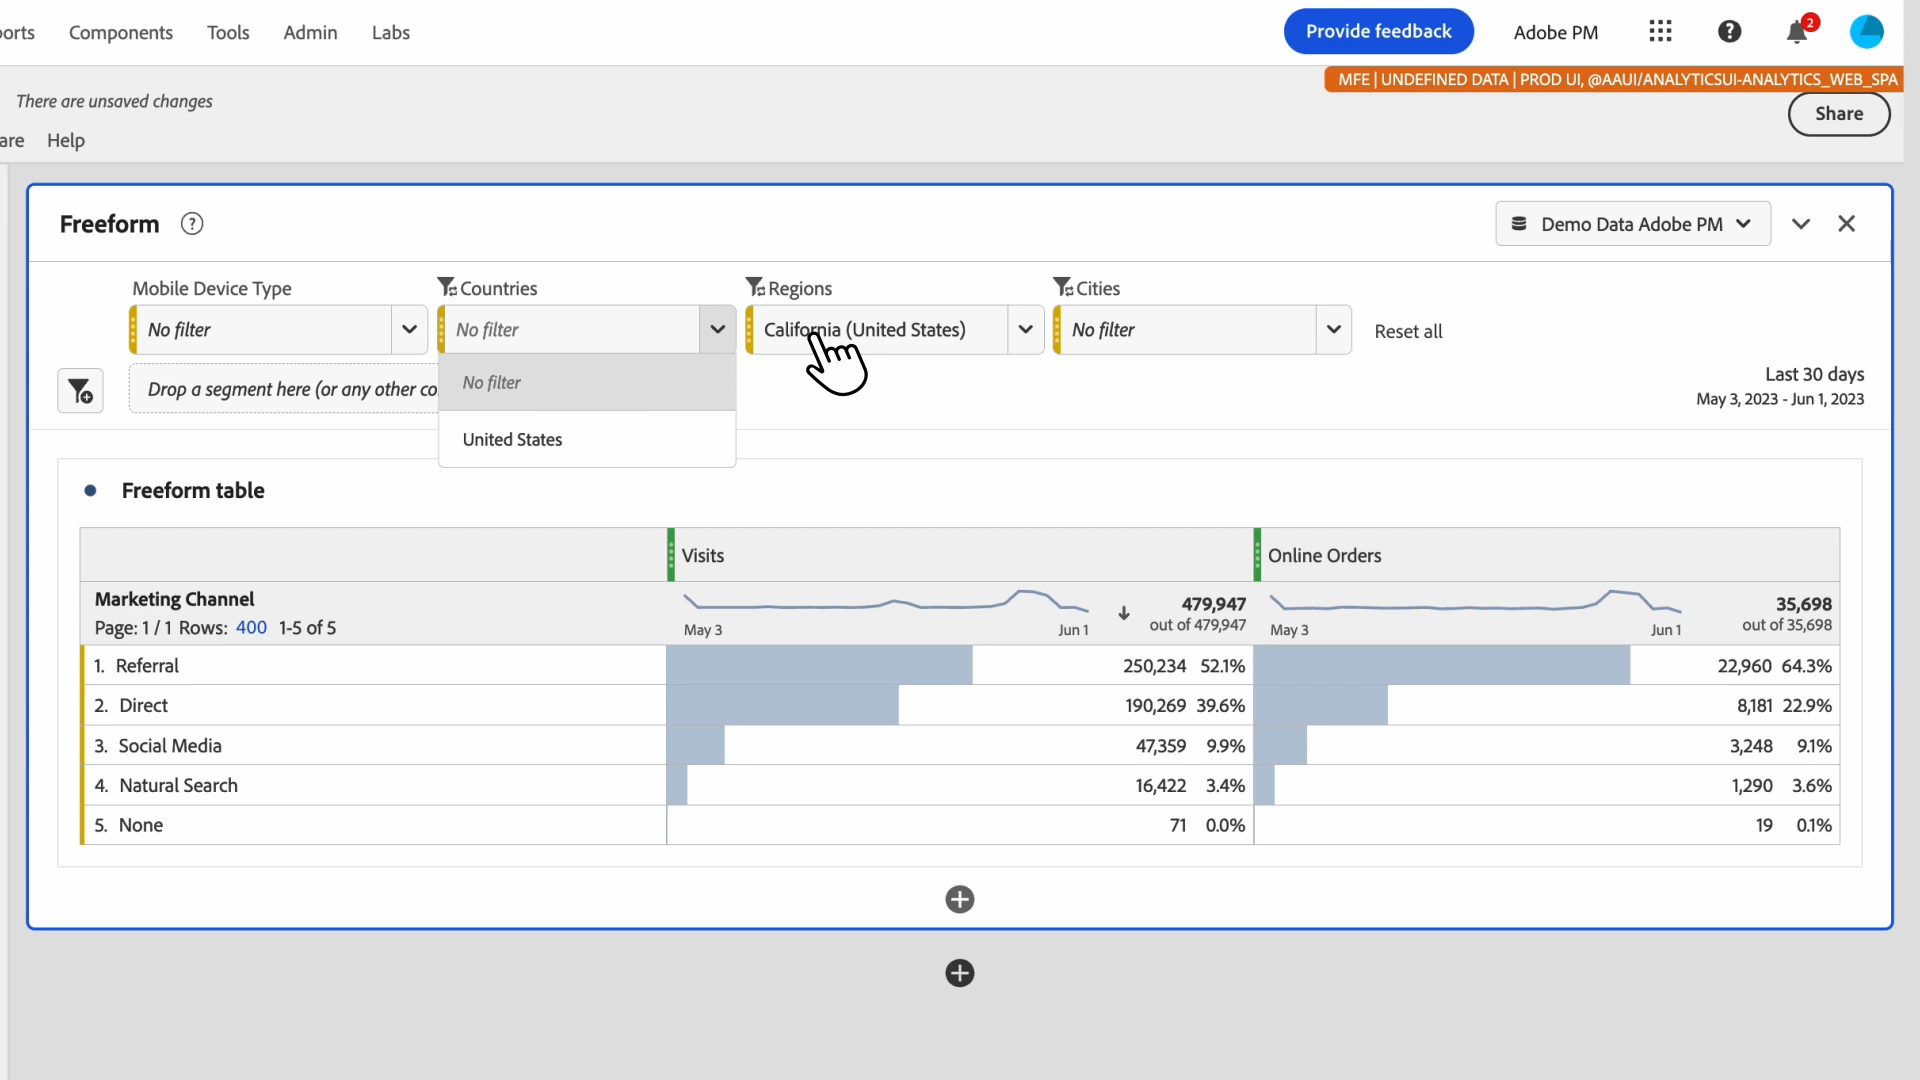 orts Components Tools Admin Labs Provide feedback Adobe PM 2
MFE | UNDEFINED DATA | PROD UI, @AAUI/ANALYTICSUI-ANALYTICS_WEB_SPA
There are unsaved changes
Share
are Help
Freeform Demo Data Adobe PM
Mobile Device Type Countries Regions Cities
No filter No filter California (United States) No filter Reset all
No filter
Last 30 days
Drop a segment here (or any other co
May 3, 2023 - Jun 1, 2023
United States
Freeform table
Visits Online Orders
Marketing Channel 479,947 35,698
Page: 1 / 1 Rows: 400 1-5 of 5 May 3 Jun 1 out of 479,947 May 3 Jun 1 out of 35,698
1. Referral 250,234 52.1% 22,960 64.3%
2. Direct 190,269 39.6% 8,181 22.9%
3. Social Media 47,359 9.9% 3,248 9.1%
4. Natural Search 16,422 3.4% 1,290 3.6%
5. None 71 0.0% 19 0.1%